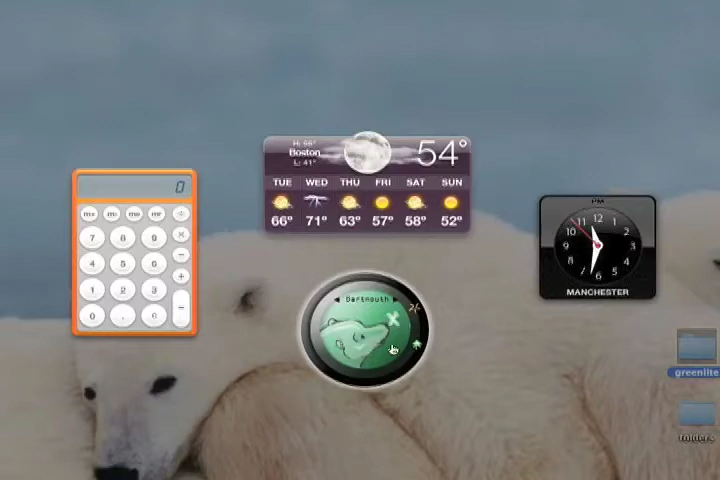 H: 66°
Boston
L: 41°
54°
TUE WED THU FRI SAT SUN
66° 71° 63° 57° 58° 52°
0
7 8 9 ×
4 5 6 −
+
1 2 3
0 . c =
Dartmouth
PM
12
11 1
10 2
9 3
8 4
7 5
6
MANCHESTER
greenlite
folders